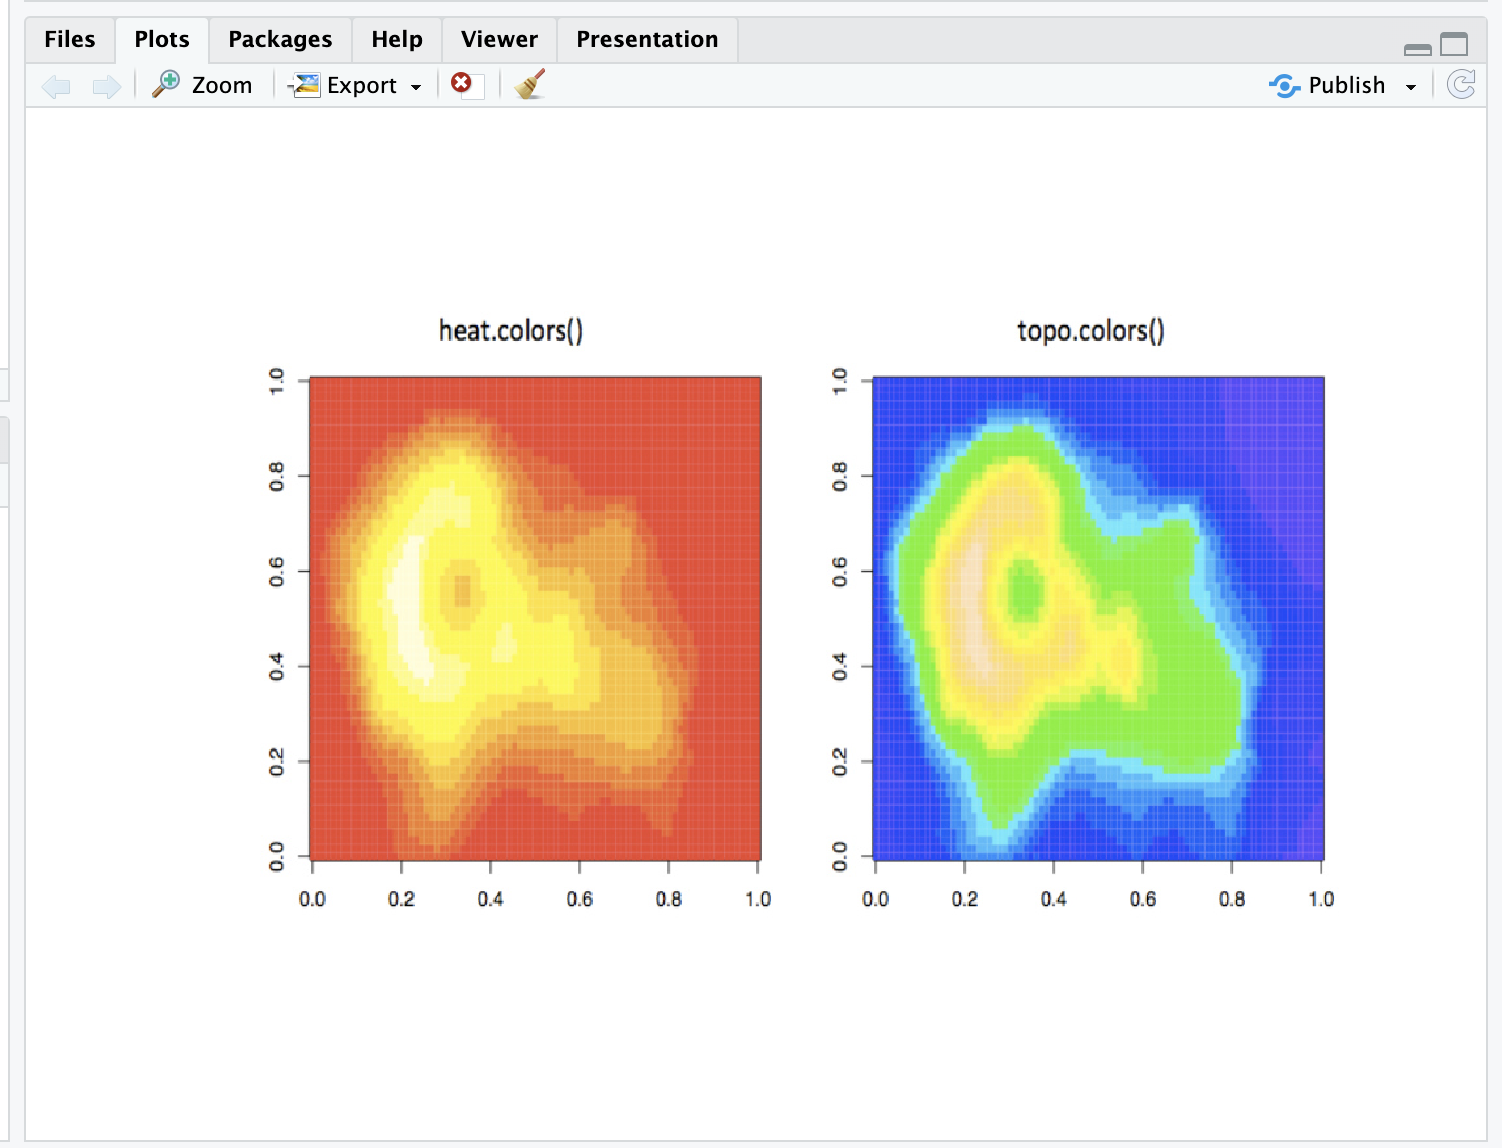 Files Plots Packages Help Viewer Presentation
Zoom Export Publish
heat.colors()
1.0
0.8
0.6
0.4
0.2
0.0
0.0 0.2 0.4 0.6 0.8 1.0
topo.colors()
1.0
0.8
0.6
0.4
0.2
0.0
0.0 0.2 0.4 0.6 0.8 1.0